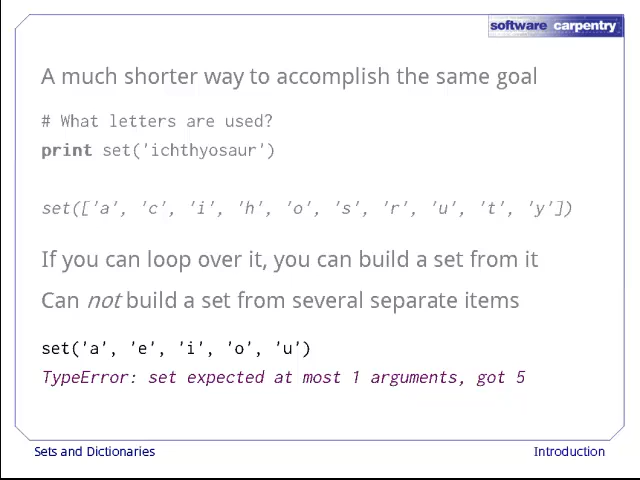 software carpentry
A much shorter way to accomplish the same goal
# What letters are used?
print set('ichthyosaur')
set(['a', 'c', 'i', 'h', 'o', 's', 'r', 'u', 't', 'y'])
If you can loop over it, you can build a set from it
Can not build a set from several separate items
set('a', 'e', 'i', 'o', 'u')
TypeError: set expected at most 1 arguments, got 5
Sets and Dictionaries
Introduction